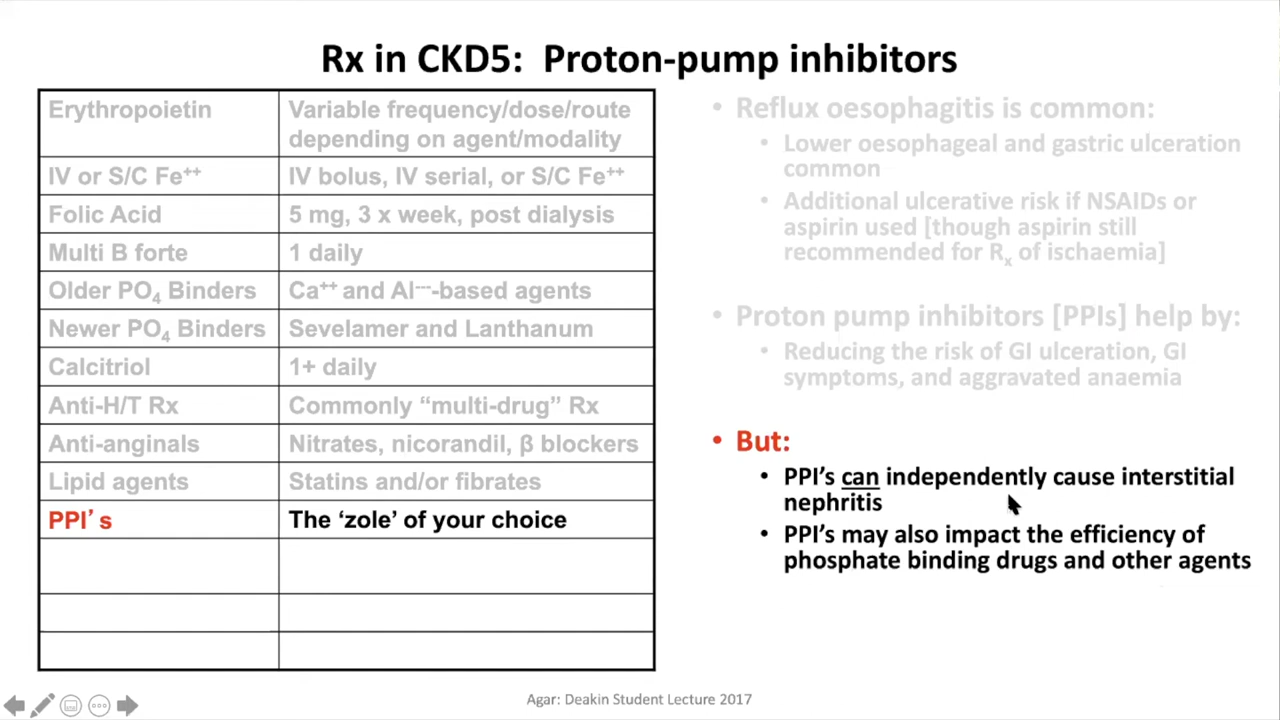 Rx in CKD5:  Proton-pump inhibitors
Erythropoietin
Variable frequency/dose/route
depending on agent/modality
IV or S/C Fe⁺⁺
IV bolus, IV serial, or S/C Fe⁺⁺
Folic Acid
5 mg, 3 x week, post dialysis
Multi B forte
1 daily
Older PO₄ Binders
Ca⁺⁺ and Al⁻⁻⁻-based agents
Newer PO₄ Binders
Sevelamer and Lanthanum
Calcitriol
1+ daily
Anti-H/T Rx
Commonly “multi-drug” Rx
Anti-anginals
Nitrates, nicorandil, β blockers
Lipid agents
Statins and/or fibrates
PPI’s
The ‘zole’ of your choice
• Reflux oesophagitis is common:
• Lower oesophageal and gastric ulceration
common
• Additional ulcerative risk if NSAIDs or
aspirin used [though aspirin still
recommended for Rₓ of ischaemia]
• Proton pump inhibitors [PPIs] help by:
• Reducing the risk of GI ulceration, GI
symptoms, and aggravated anaemia
• But:
• PPI’s can independently cause interstitial
nephritis
• PPI’s may also impact the efficiency of
phosphate binding drugs and other agents
Agar: Deakin Student Lecture 2017